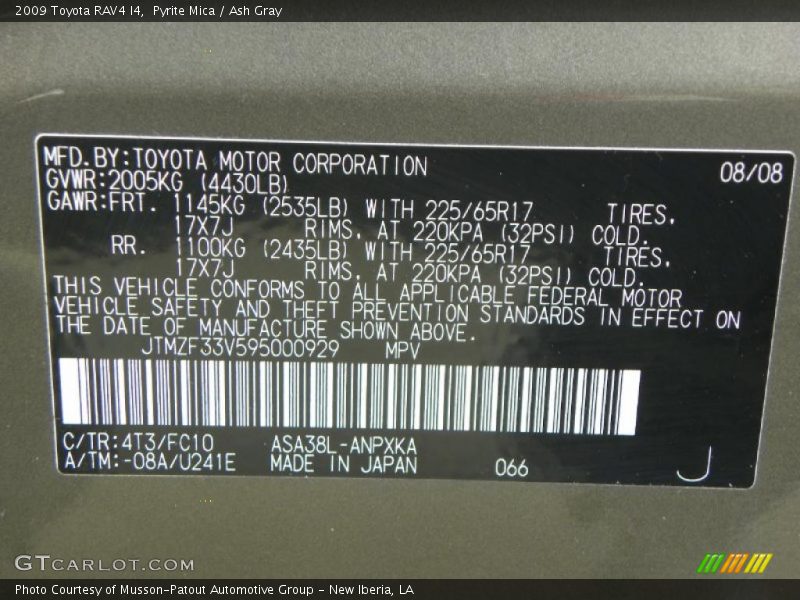 2009 Toyota RAV4 I4, Pyrite Mica / Ash Gray
MFD.BY:TOYOTA MOTOR CORPORATION 08/08
GVWR:2005KG (4430LB)
GAWR:FRT. 1145KG (2535LB) WITH 225/65R17 TIRES,
17X7J RIMS, AT 220KPA (32PSI) COLD.
RR. 1100KG (2435LB) WITH 225/65R17 TIRES,
17X7J RIMS, AT 220KPA (32PSI) COLD.
THIS VEHICLE CONFORMS TO ALL APPLICABLE FEDERAL MOTOR
VEHICLE SAFETY AND THEFT PREVENTION STANDARDS IN EFFECT ON
THE DATE OF MANUFACTURE SHOWN ABOVE.
JTMZF33V595000929 MPV
C/TR:4T3/FC10 ASA38L-ANPXKA
A/TM:-08A/U241E MADE IN JAPAN 066 J
GTCARLOT.COM
Photo Courtesy of Musson-Patout Automotive Group - New Iberia, LA